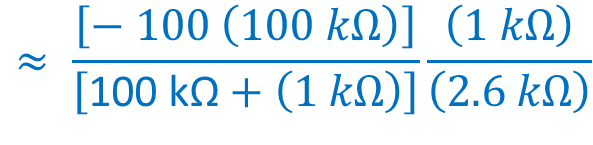 ≈ [− 100 (100 kΩ)] (1 kΩ)
[100 kΩ + (1 kΩ)] (2.6 kΩ)